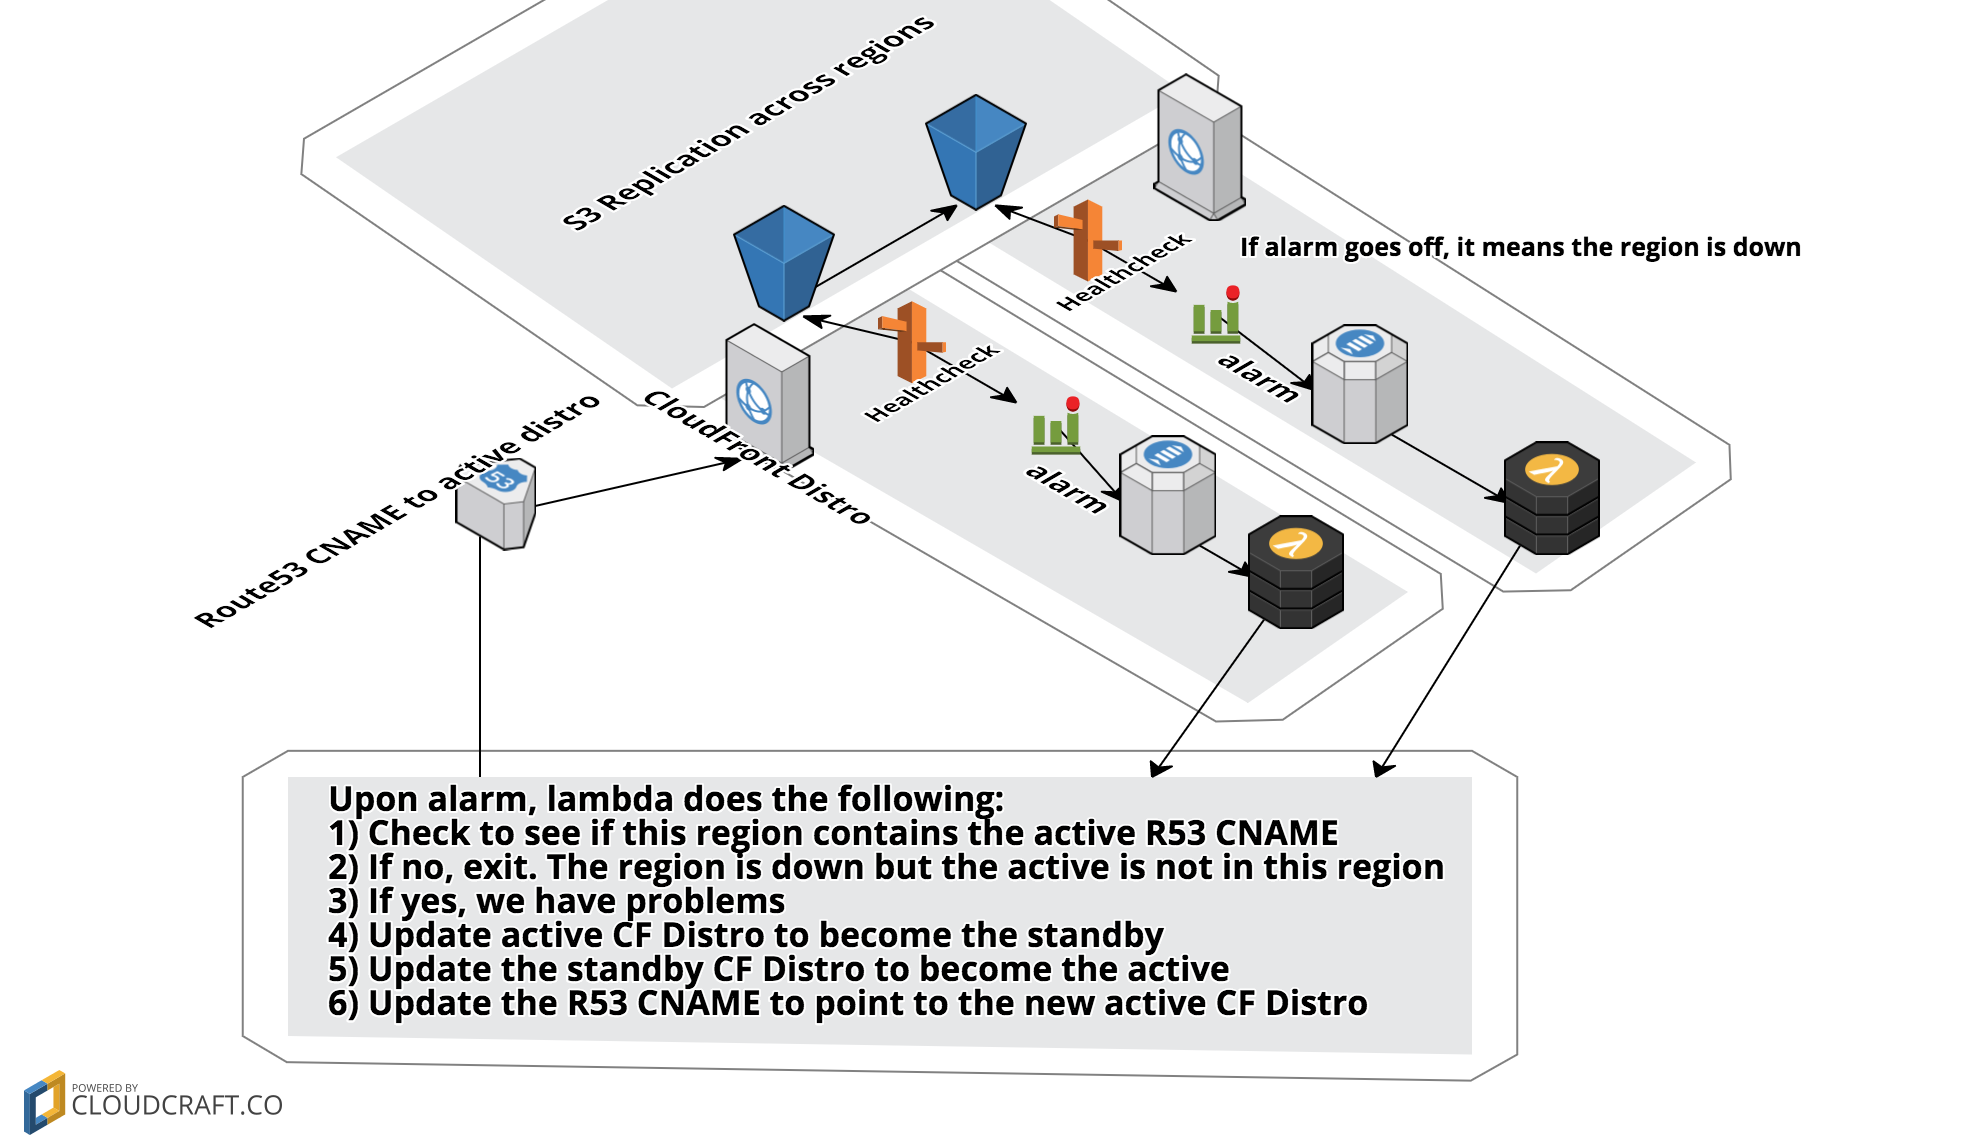 S3 Replication across regions
If alarm goes off, it means the region is down
Healthcheck
alarm
Healthcheck
alarm
CloudFront Distro
Route53 CNAME to active distro
53
Upon alarm, lambda does the following:
1) Check to see if this region contains the active R53 CNAME
2) If no, exit. The region is down but the active is not in this region
3) If yes, we have problems
4) Update active CF Distro to become the standby
5) Update the standby CF Distro to become the active
6) Update the R53 CNAME to point to the new active CF Distro
POWERED BY
CLOUDCRAFT.CO